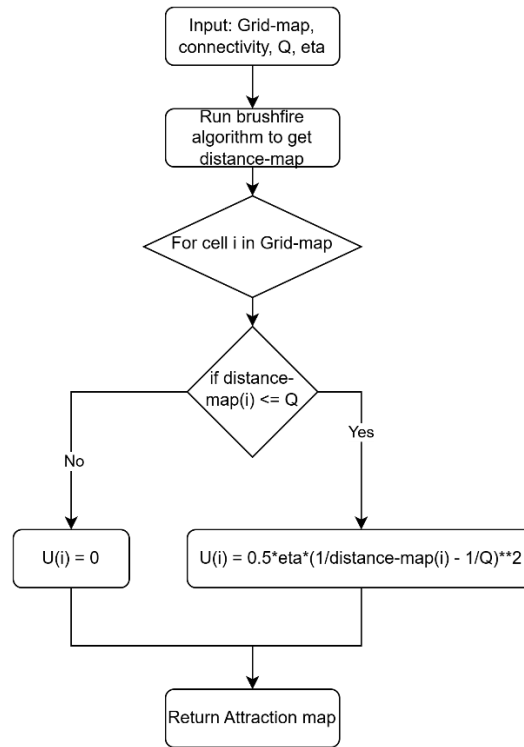 Input: Grid-map,
connectivity, Q, eta
Run brushfire
algorithm to get
distance-map
For cell i in Grid-map
if distance-
map(i) <= Q
No
Yes
U(i) = 0
U(i) = 0.5*eta*(1/distance-map(i) - 1/Q)**2
Return Attraction map